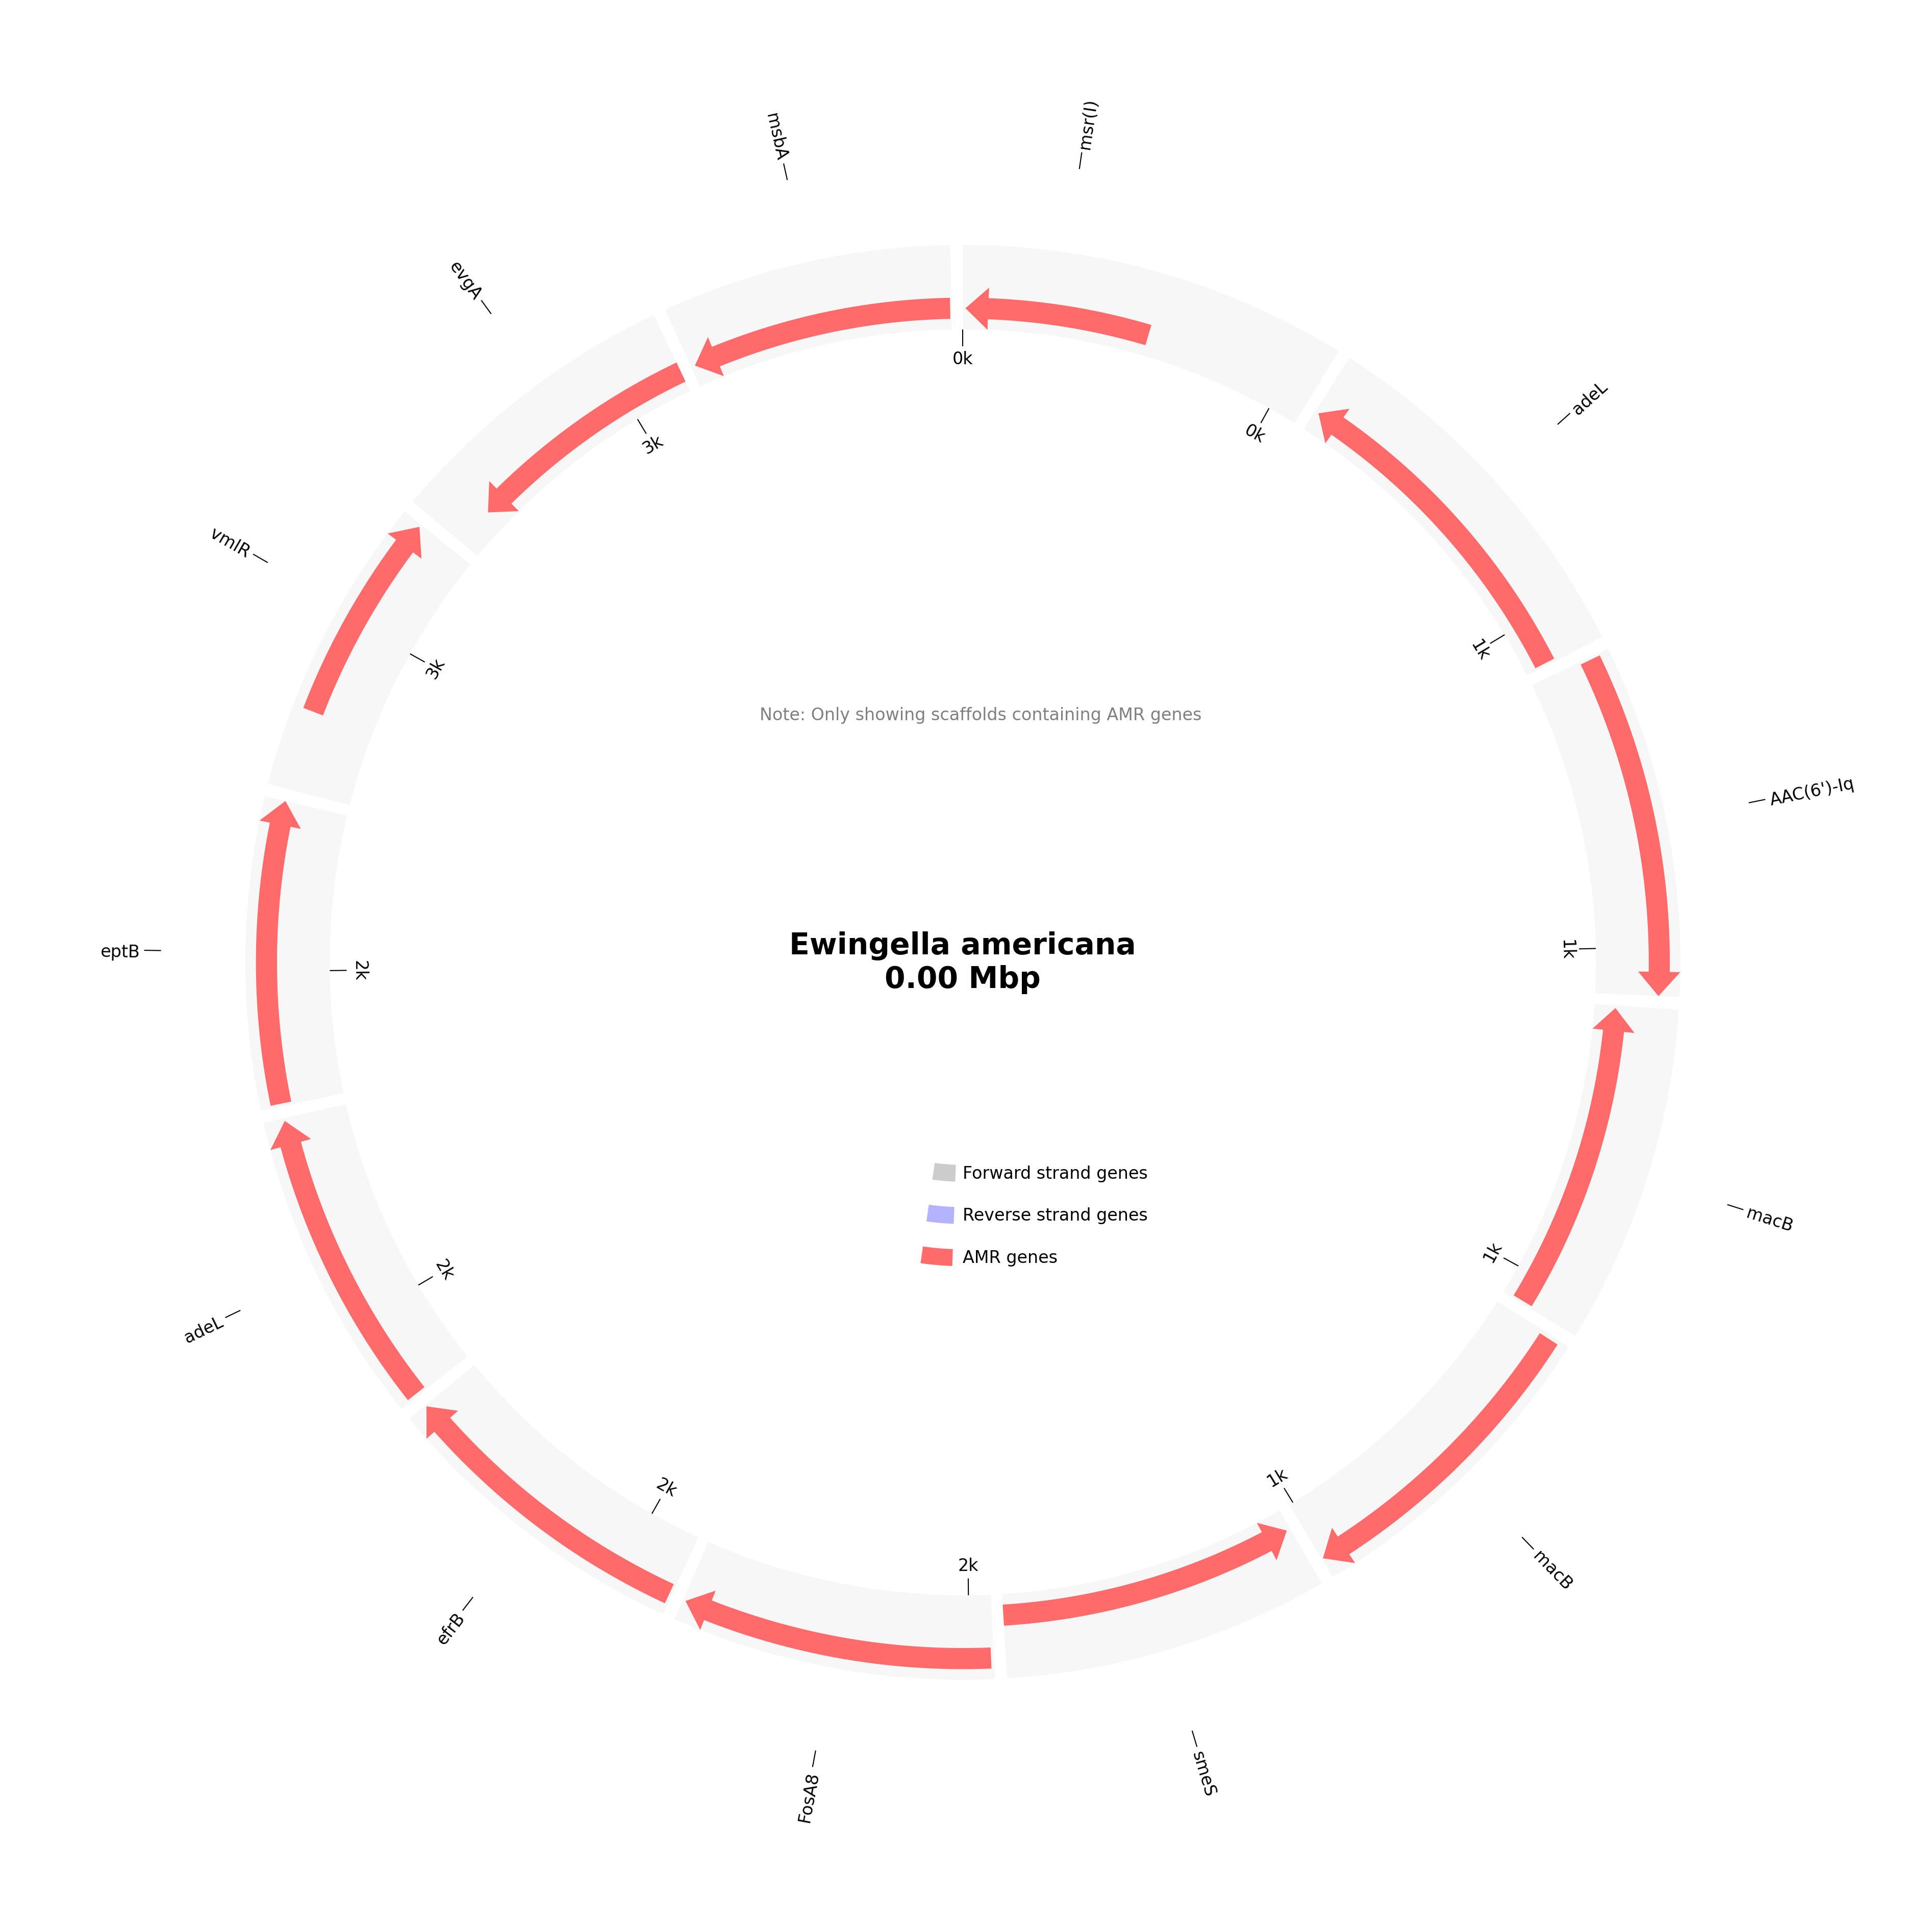 msbA
msr(I)
evgA
adeL
0k
0k
3k
vmlR
1k
3k
Note: Only showing scaffolds containing AMR genes
AAC(6')-Iq
Ewingella americana
0.00 Mbp
eptB
2k
1k
Forward strand genes
Reverse strand genes
AMR genes
macB
1k
2k
adeL
1k
2k
2k
macB
efrB
smeS
FosA8